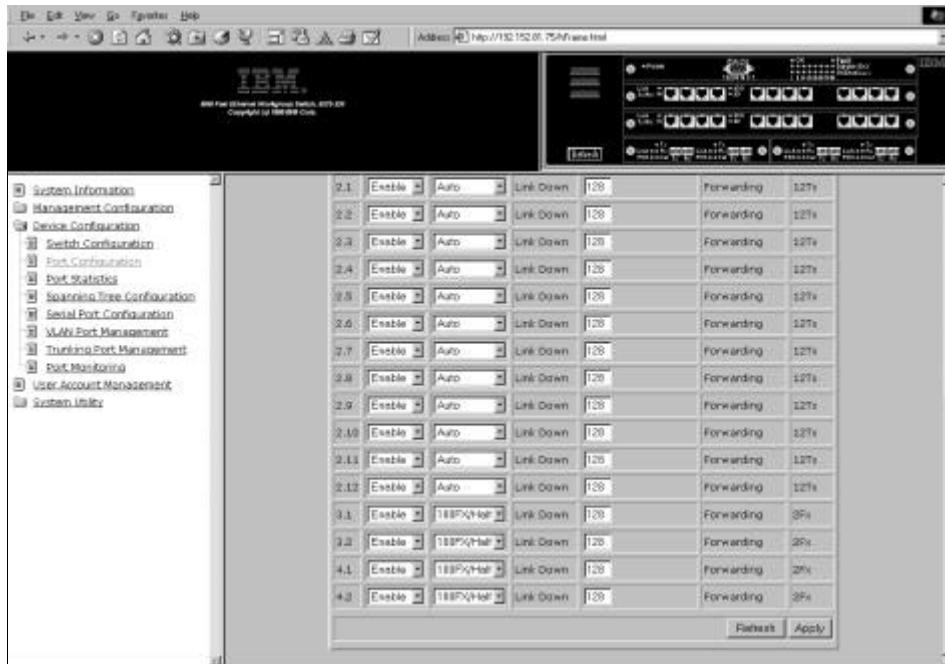 File Edit View Go Favorites Help
Address
IBM
IBM Fast Ethernet Workgroup Switch
Refresh
System Information
Management Configuration
Device Configuration
Switch Configuration
Port Configuration
Port Statistics
Spanning Tree Configuration
Serial Port Configuration
VLAN Port Management
Trunking Port Management
Port Monitoring
User Account Management
System Utility
2.1 Enable Auto Link Down 128 Forwarding 12Tx
2.2 Enable Auto Link Down 128 Forwarding 12Tx
2.3 Enable Auto Link Down 128 Forwarding 12Tx
2.4 Enable Auto Link Down 128 Forwarding 12Tx
2.5 Enable Auto Link Down 128 Forwarding 12Tx
2.6 Enable Auto Link Down 128 Forwarding 12Tx
2.7 Enable Auto Link Down 128 Forwarding 12Tx
2.8 Enable Auto Link Down 128 Forwarding 12Tx
2.9 Enable Auto Link Down 128 Forwarding 12Tx
2.10 Enable Auto Link Down 128 Forwarding 12Tx
2.11 Enable Auto Link Down 128 Forwarding 12Tx
2.12 Enable Auto Link Down 128 Forwarding 12Tx
3.1 Enable 100FX/Half Link Down 128 Forwarding 2Fx
3.2 Enable 100FX/Half Link Down 128 Forwarding 2Fx
4.1 Enable 100FX/Half Link Down 128 Forwarding 2Fx
4.2 Enable 100FX/Half Link Down 128 Forwarding 2Fx
Refresh Apply